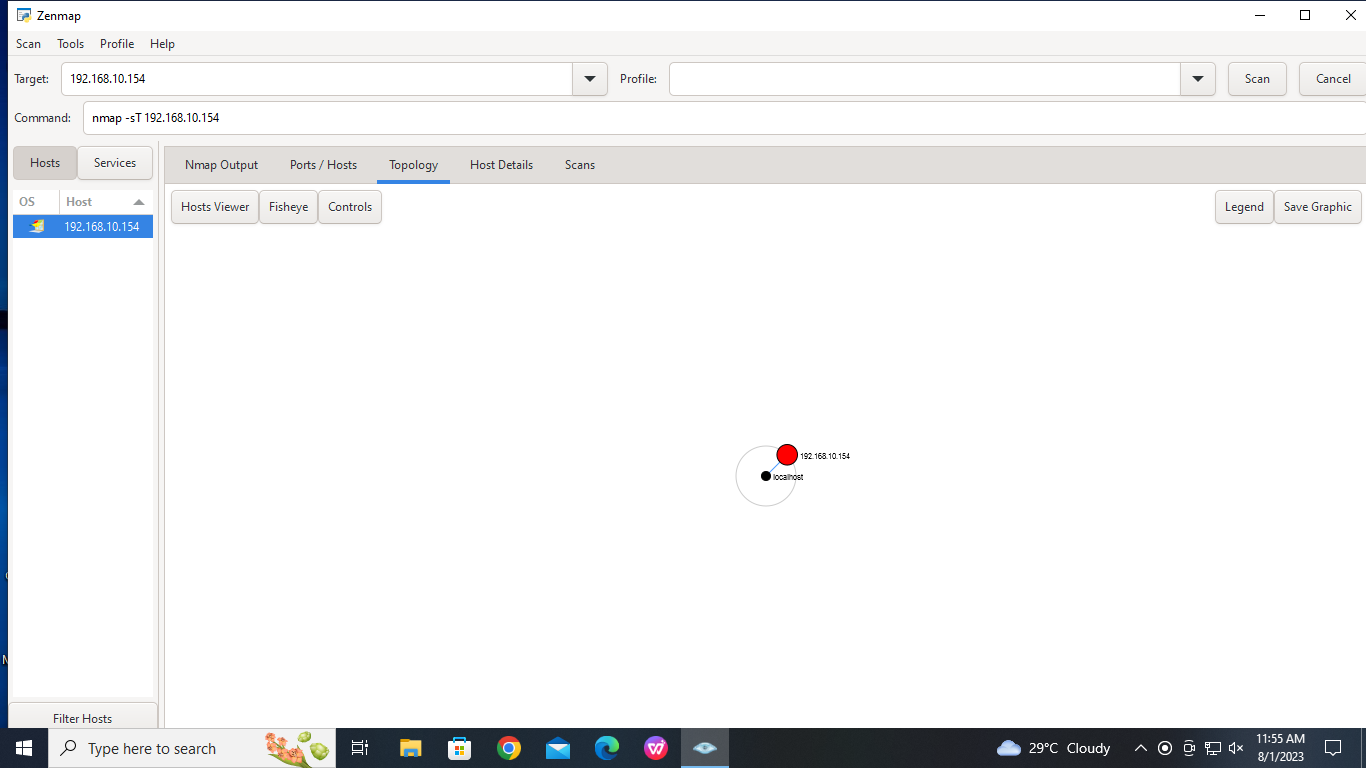 Zenmap
Scan Tools Profile Help
Target: 192.168.10.154 Profile: Scan Cancel
Command: nmap -sT 192.168.10.154
Hosts Services Nmap Output Ports / Hosts Topology Host Details Scans
OS Host Hosts Viewer Fisheye Controls Legend Save Graphic
192.168.10.154
192.168.10.154
localhost
Filter Hosts
Type here to search 29°C Cloudy 11:55 AM
8/1/2023